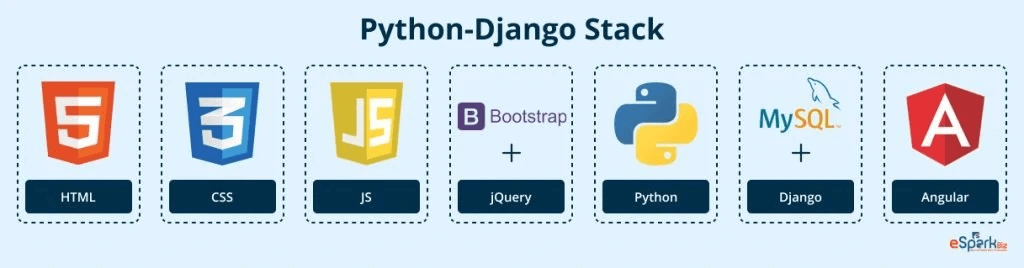 Python-Django Stack
5
HTML
3
CSS
JS
JS
B Bootstrap
+
jQuery
Python
MySQL
+
Django
A
Angular
eSparkBiz